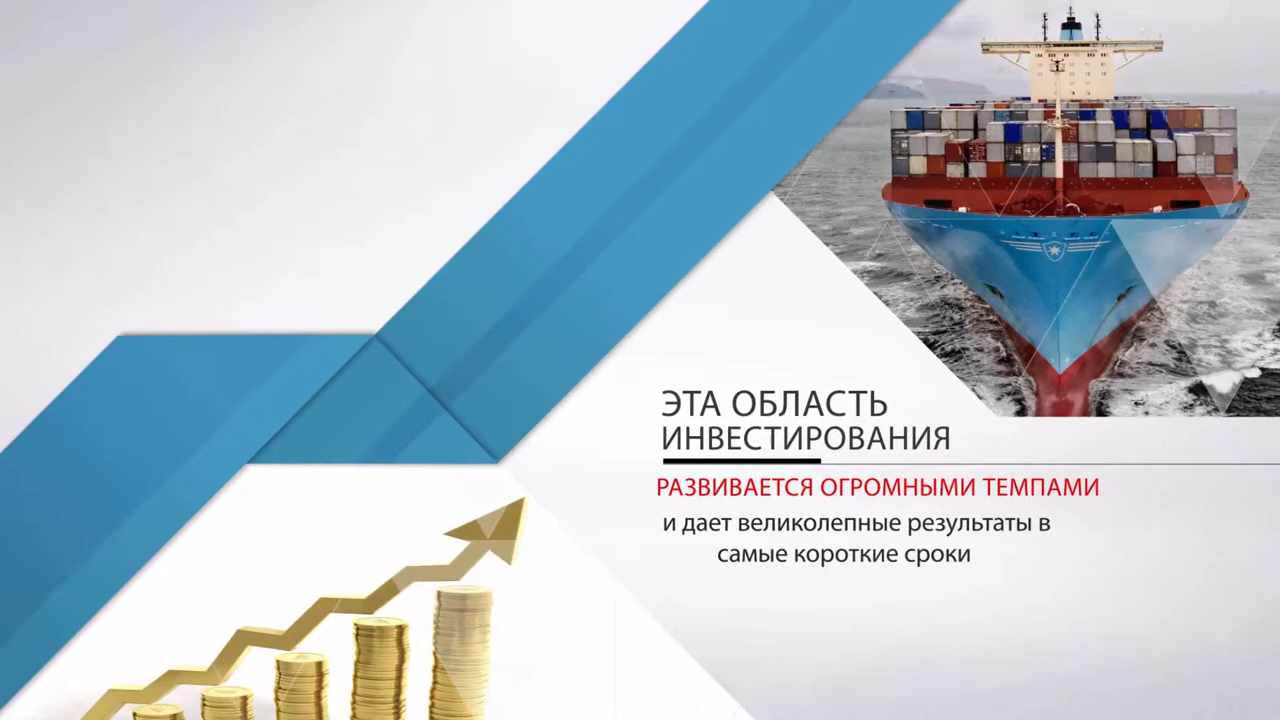 ЭТА ОБЛАСТЬ
ИНВЕСТИРОВАНИЯ
РАЗВИВАЕТСЯ ОГРОМНЫМИ ТЕМПАМИ
и дает великолепные результаты в
самые короткие сроки